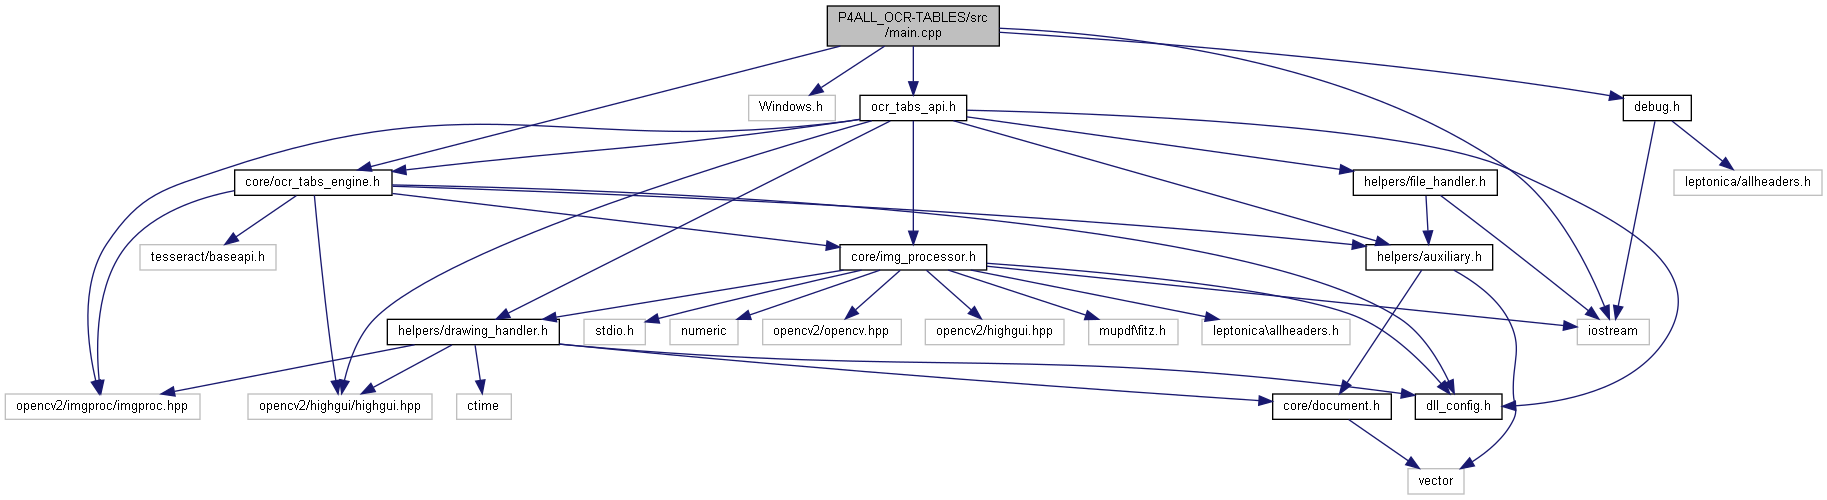 P4ALL_OCR-TABLES/src
/main.cpp
Windows.h
ocr_tabs_api.h
debug.h
core/ocr_tabs_engine.h
helpers/file_handler.h
leptonica/allheaders.h
tesseract/baseapi.h
core/img_processor.h
helpers/auxiliary.h
helpers/drawing_handler.h
stdio.h
numeric
opencv2/opencv.hpp
opencv2/highgui.hpp
mupdf\fitz.h
leptonica\allheaders.h
iostream
opencv2/imgproc/imgproc.hpp
opencv2/highgui/highgui.hpp
ctime
core/document.h
dll_config.h
vector